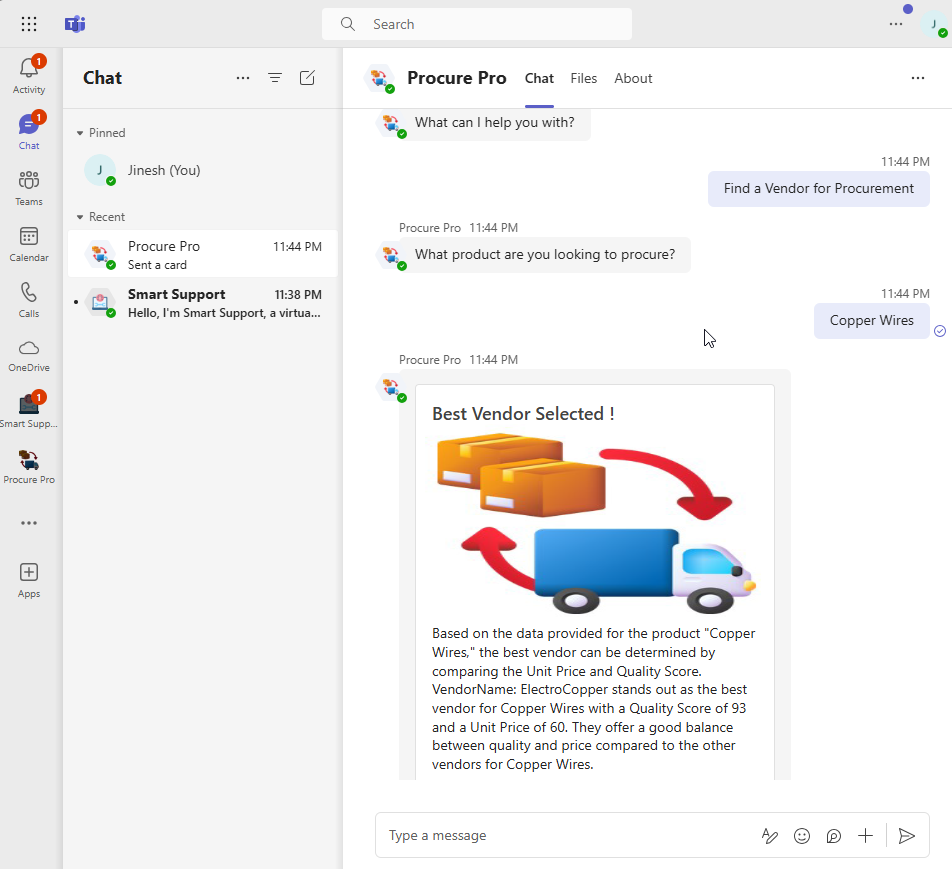 Search
J
1
Activity
1
Chat
Teams
Calendar
Calls
OneDrive
1
Smart Supp...
Procure Pro
Apps
Chat
Pinned
J
Jinesh (You)
Recent
Procure Pro 11:44 PM
Sent a card
Smart Support 11:38 PM
Hello, I'm Smart Support, a virtua...
Procure Pro Chat Files About
What can I help you with?
11:44 PM
Find a Vendor for Procurement
Procure Pro 11:44 PM
What product are you looking to procure?
11:44 PM
Copper Wires
Procure Pro 11:44 PM
Best Vendor Selected !
Based on the data provided for the product "Copper
Wires," the best vendor can be determined by
comparing the Unit Price and Quality Score.
VendorName: ElectroCopper stands out as the best
vendor for Copper Wires with a Quality Score of 93
and a Unit Price of 60. They offer a good balance
between quality and price compared to the other
vendors for Copper Wires.
Type a message